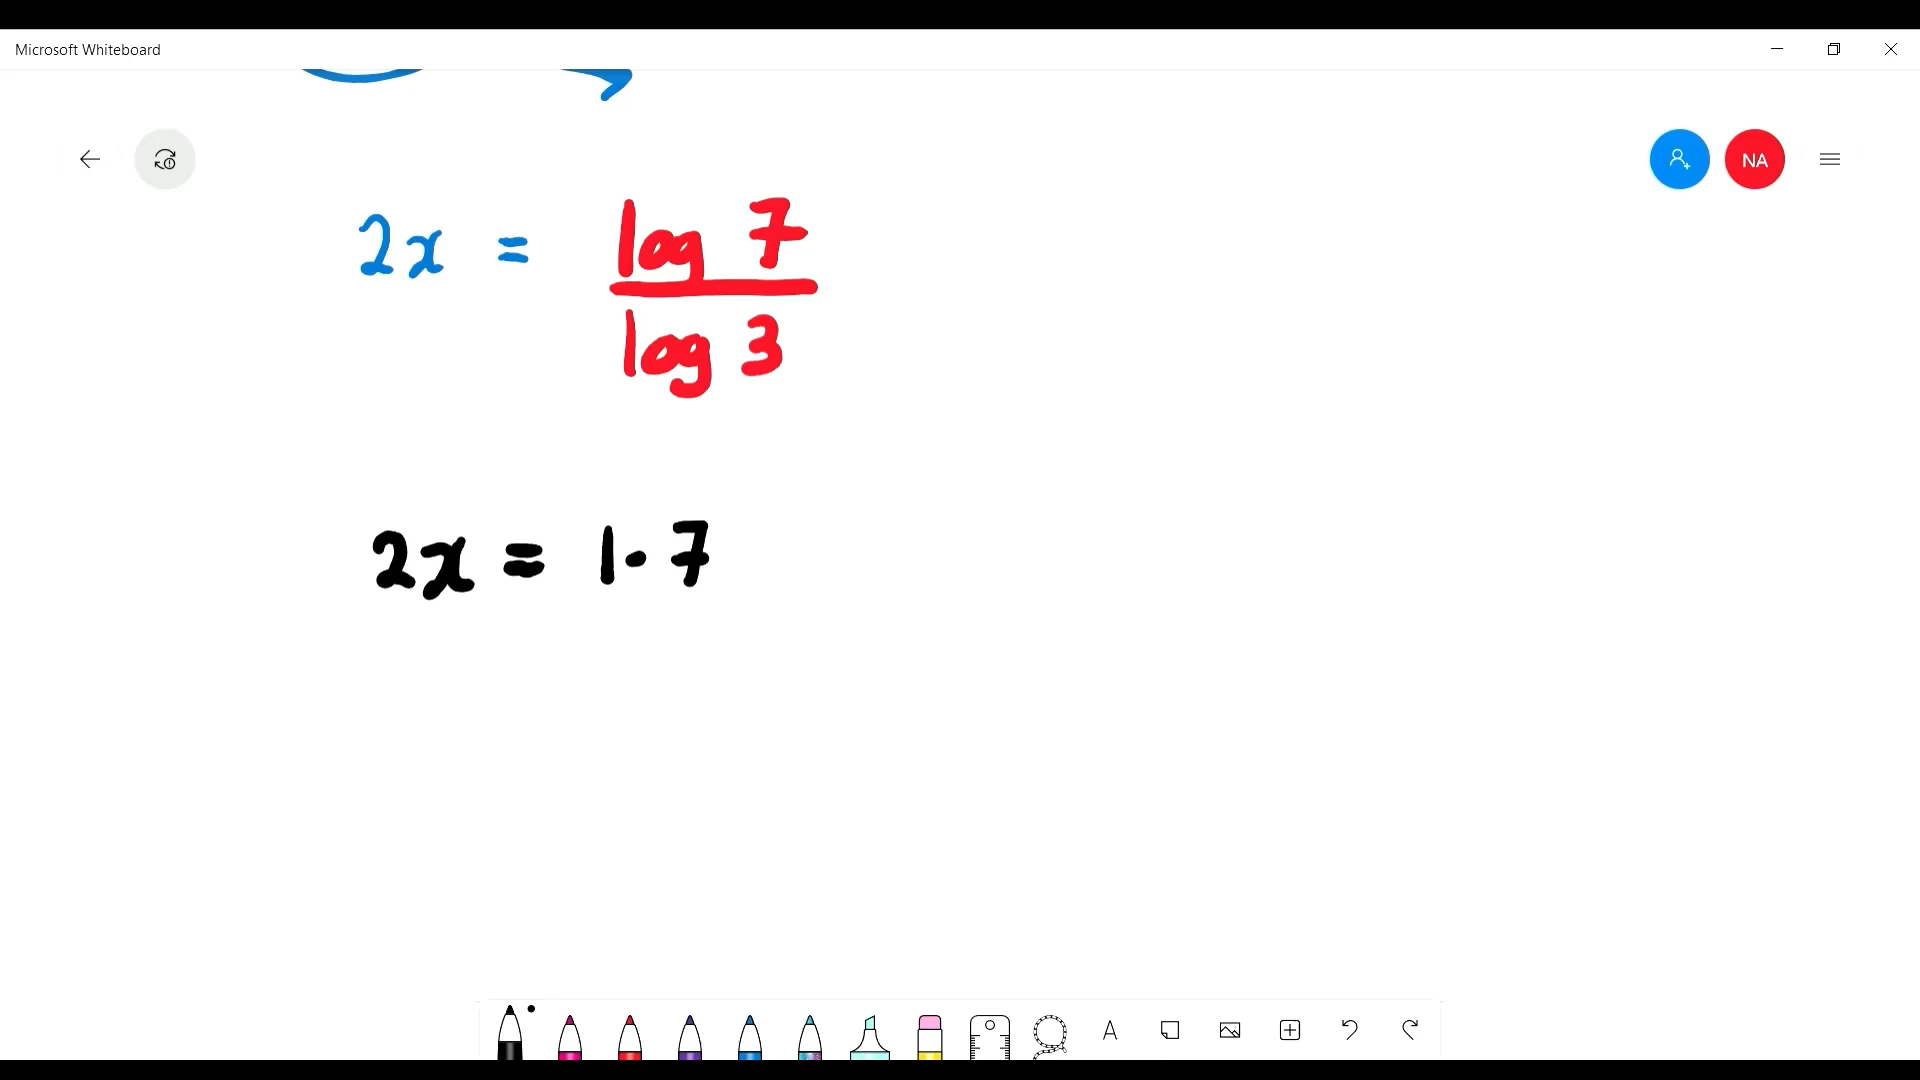 Microsoft Whiteboard
NA
2x = log 7
log 3
2x = 1.7